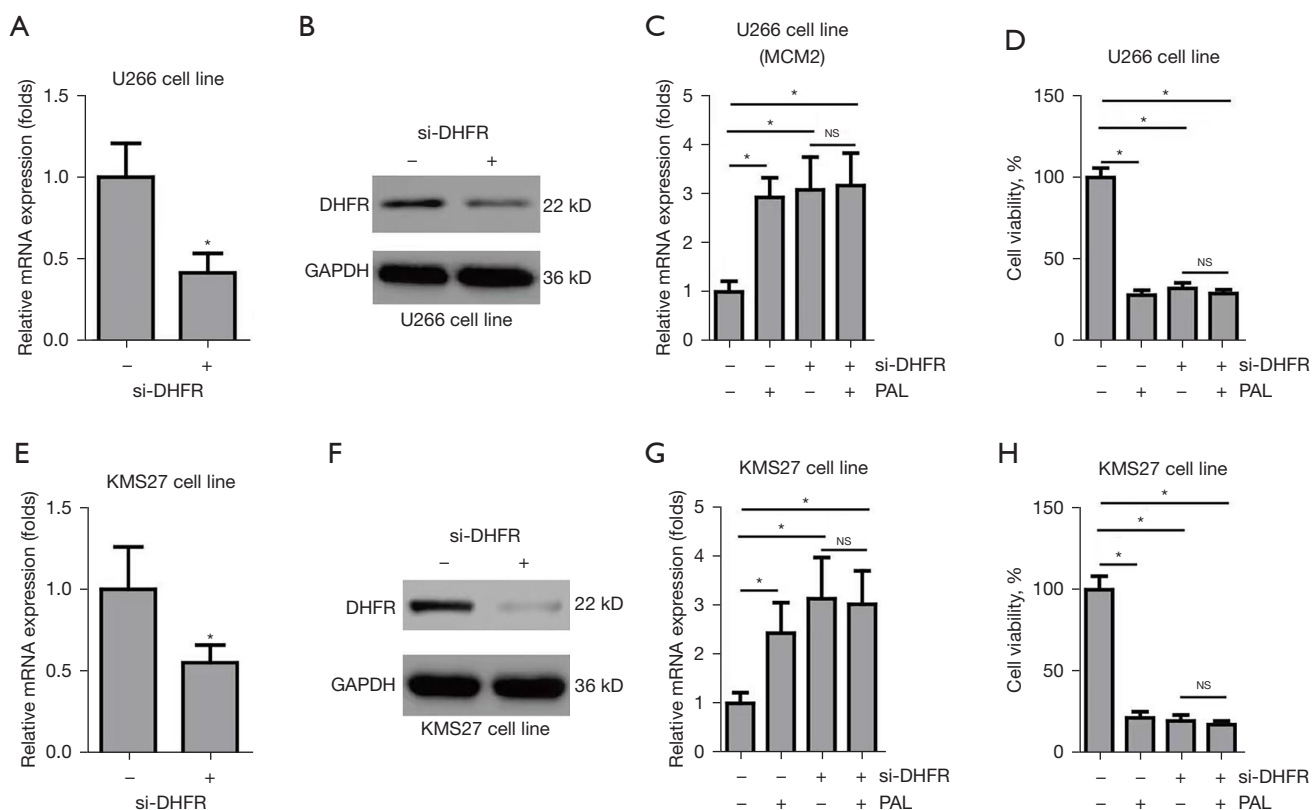 A
U266 cell line
Relative mRNA expression (folds)
1.5
1.0
0.5
0.0
*
– +
si-DHFR
B
si-DHFR
– +
DHFR 22 kD
GAPDH 36 kD
U266 cell line
C
U266 cell line
(MCM2)
Relative mRNA expression (folds)
5
4
3
2
1
0
*
*
NS
*
– – + + si-DHFR
– + – + PAL
D
U266 cell line
Cell viability, %
150
100
50
0
*
*
*
NS
– – + + si-DHFR
– + – + PAL
E
KMS27 cell line
Relative mRNA expression (folds)
1.5
1.0
0.5
0.0
*
– +
si-DHFR
F
si-DHFR
– +
DHFR 22 kD
GAPDH 36 kD
KMS27 cell line
G
KMS27 cell line
Relative mRNA expression (folds)
5
4
3
2
1
0
*
*
NS
*
– – + + si-DHFR
– + – + PAL
H
KMS27 cell line
Cell viability, %
150
100
50
0
*
*
*
NS
– – + + si-DHFR
– + – + PAL